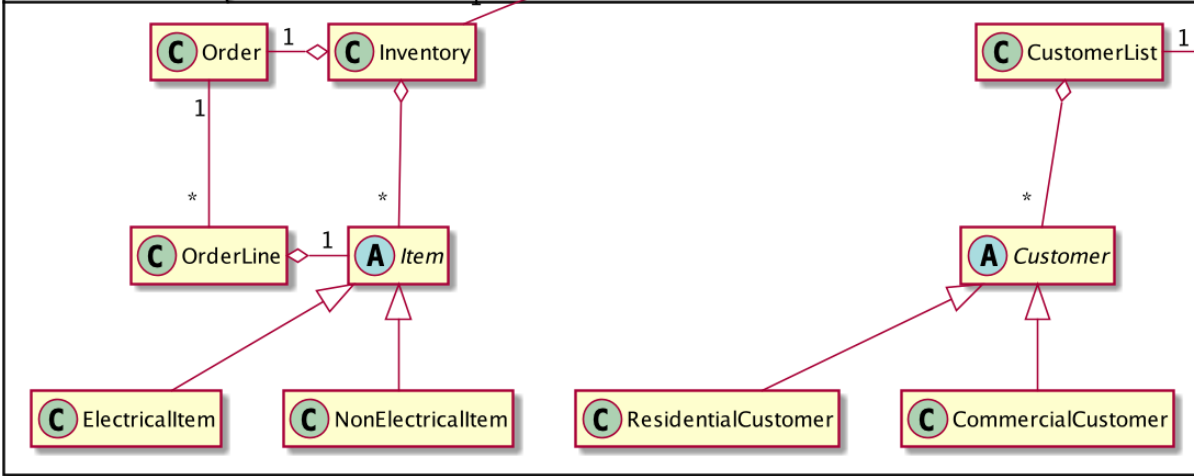 C Order
1
C Inventory
C CustomerList
1
1
*
*
*
C OrderLine
1
A Item
A Customer
C ElectricalItem
C NonElectricalItem
C ResidentialCustomer
C CommercialCustomer